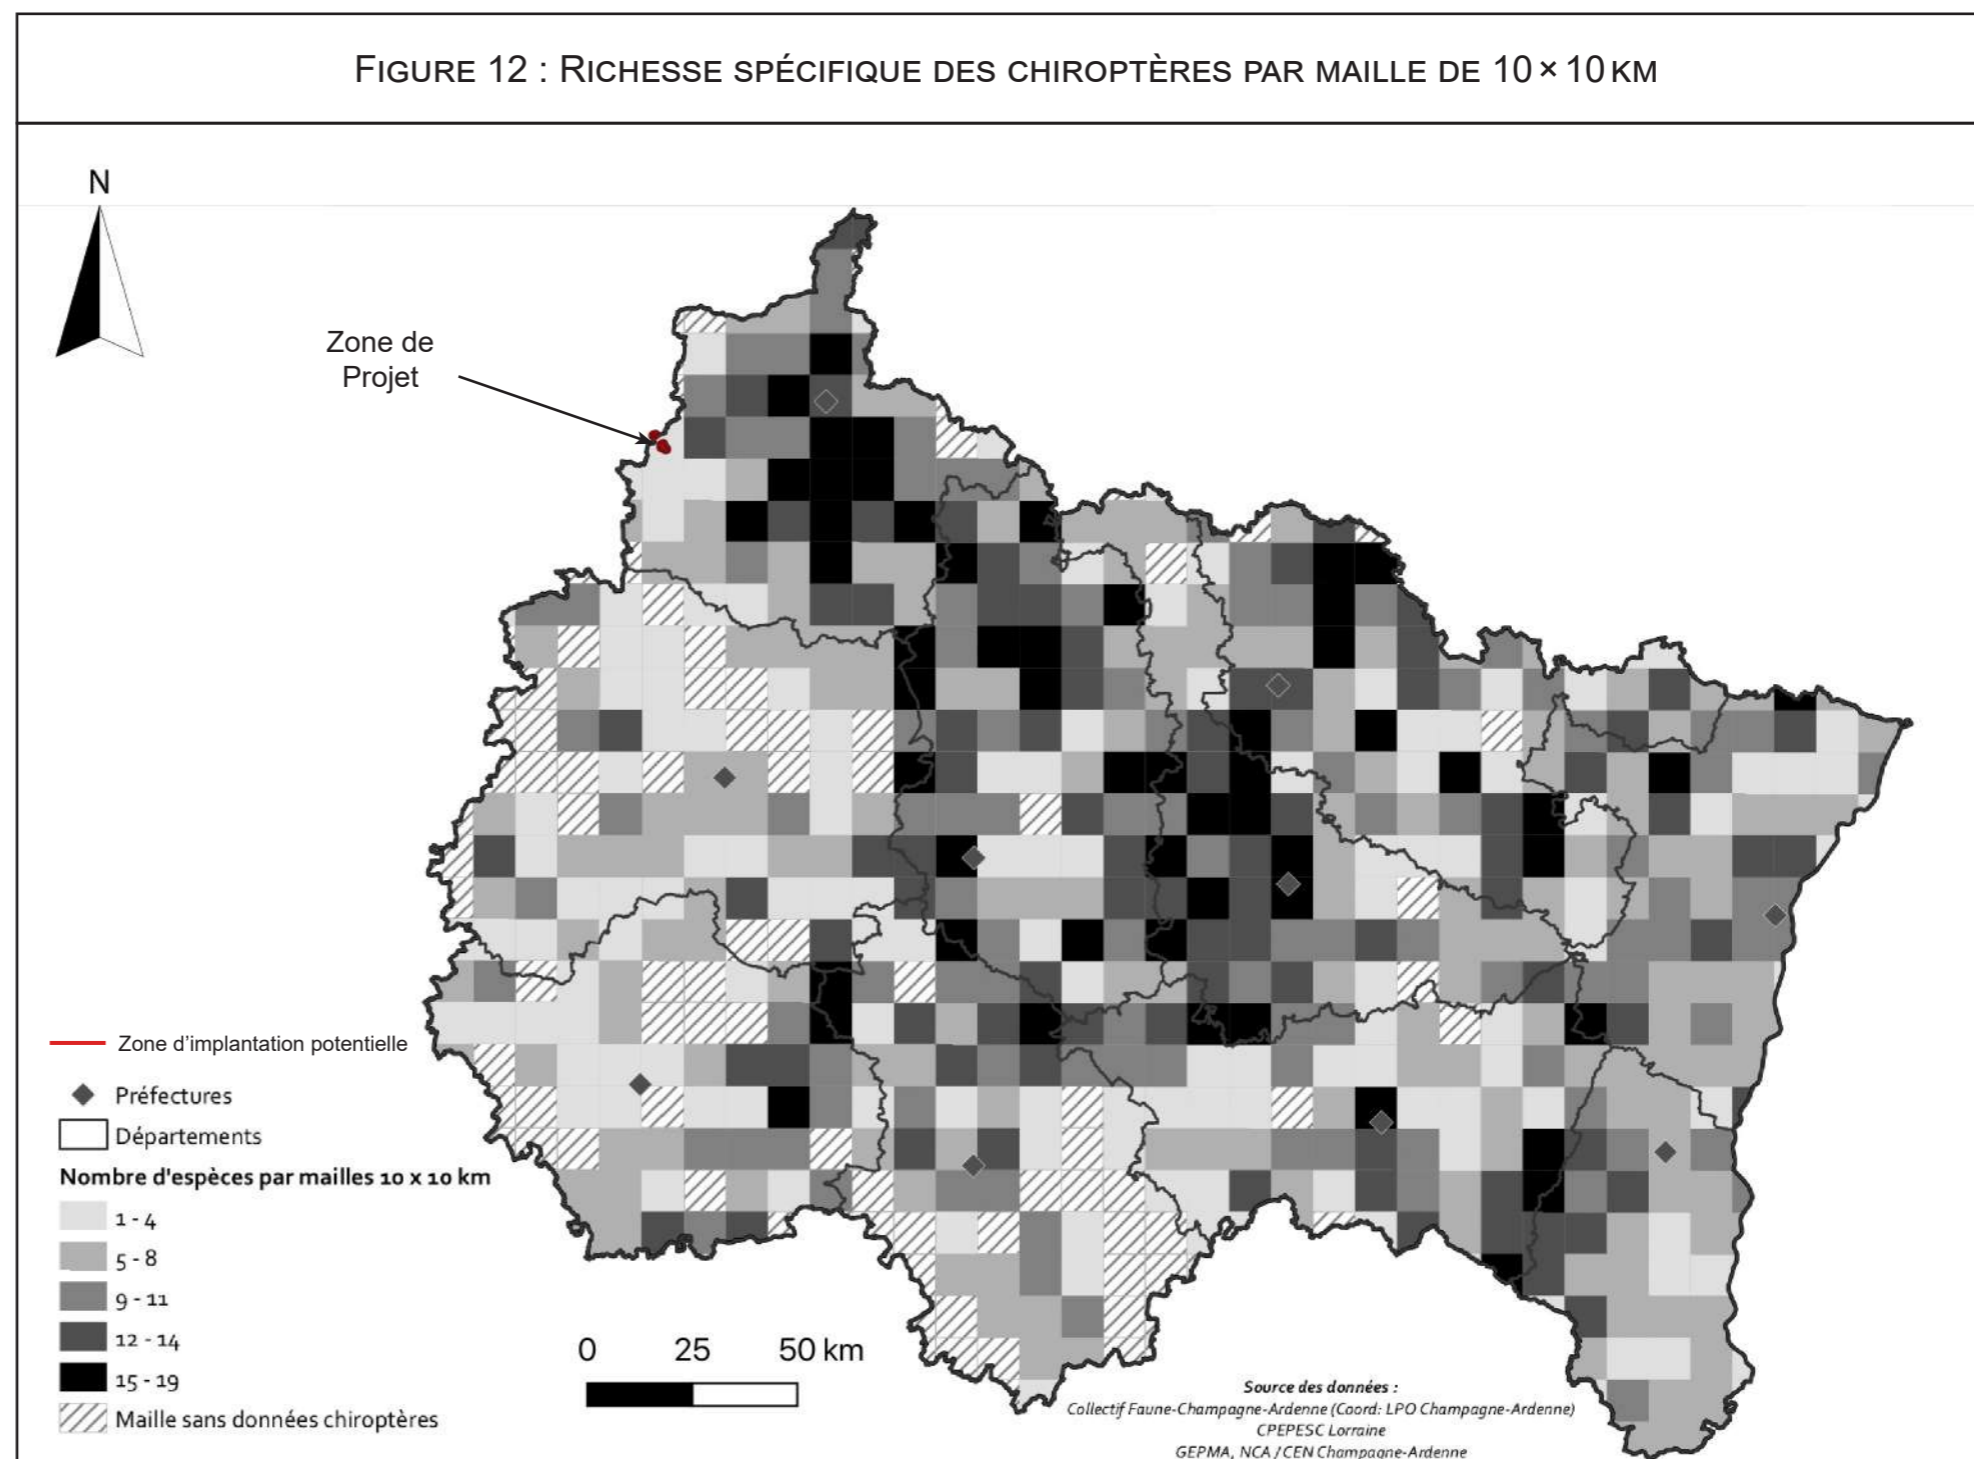 FIGURE 12 : RICHESSE SPÉCIFIQUE DES CHIROPTÈRES PAR MAILLE DE 10 × 10 KM
N
Zone de
Projet
Zone d'implantation potentielle
Préfectures
Départements
Nombre d'espèces par mailles 10 x 10 km
1 - 4
5 - 8
9 - 11
12 - 14
15 - 19
Maille sans données chiroptères
0 25 50 km
Source des données :
Collectif Faune-Champagne-Ardenne (Coord: LPO Champagne-Ardenne)
CPEPESC Lorraine
GEPMA, NCA / CEN Champagne-Ardenne